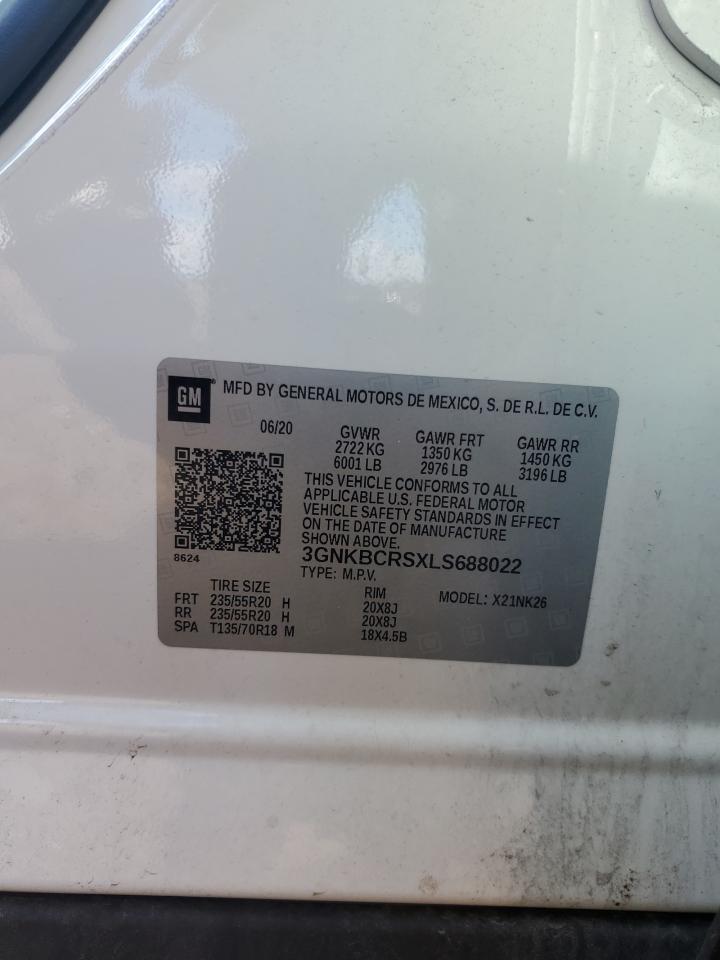 GM® MFD BY GENERAL MOTORS DE MEXICO, S. DE R.L. DE C.V.
06/20 GVWR GAWR FRT GAWR RR
2722 KG 1350 KG 1450 KG
6001 LB 2976 LB 3196 LB
THIS VEHICLE CONFORMS TO ALL
APPLICABLE U.S. FEDERAL MOTOR
VEHICLE SAFETY STANDARDS IN EFFECT
ON THE DATE OF MANUFACTURE
SHOWN ABOVE.
8624 3GNKBCRSXLS688022
TYPE: M.P.V.
TIRE SIZE RIM MODEL: X21NK26
FRT 235/55R20 H 20X8J
RR 235/55R20 H 20X8J
SPA T135/70R18 M 18X4.5B